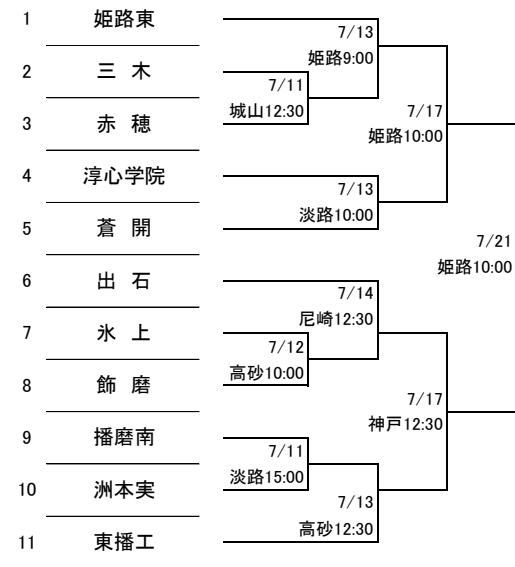 1 姫路東
7/13
姫路9:00
2 三 木
7/11
城山12:30
3 赤 穂
7/17
姫路10:00
4 淳心学院
7/13
淡路10:00
5 蒼 開
7/21
姫路10:00
6 出 石
7/14
尼崎12:30
7 氷 上
7/12
高砂10:00
8 飾 磨
7/17
神戸12:30
9 播磨南
7/11
淡路15:00
10 洲本実
7/13
高砂12:30
11 東播工